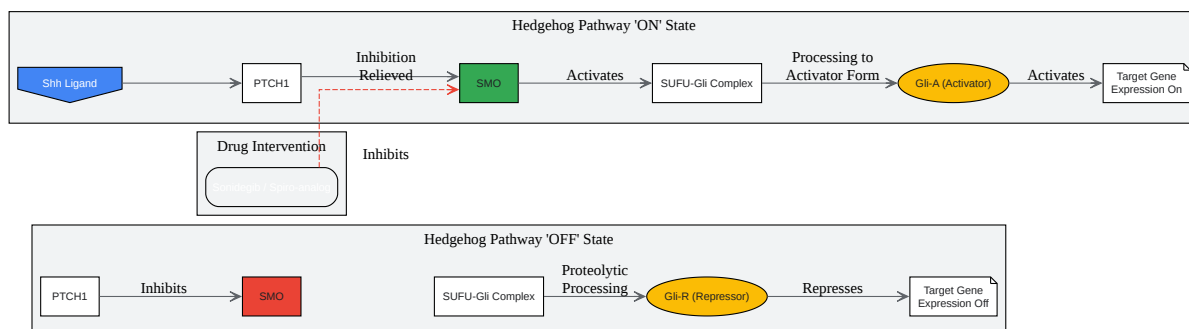 Hedgehog Pathway 'ON' State
Shh Ligand
PTCH1
Inhibition
Relieved
SMO
Activates
SUFU-Gli Complex
Processing to
Activator Form
Gli-A (Activator)
Activates
Target Gene
Expression On
Drug Intervention
Inhibits
Hedgehog Pathway 'OFF' State
PTCH1
Inhibits
SMO
SUFU-Gli Complex
Proteolytic
Processing
Gli-R (Repressor)
Represses
Target Gene
Expression Off